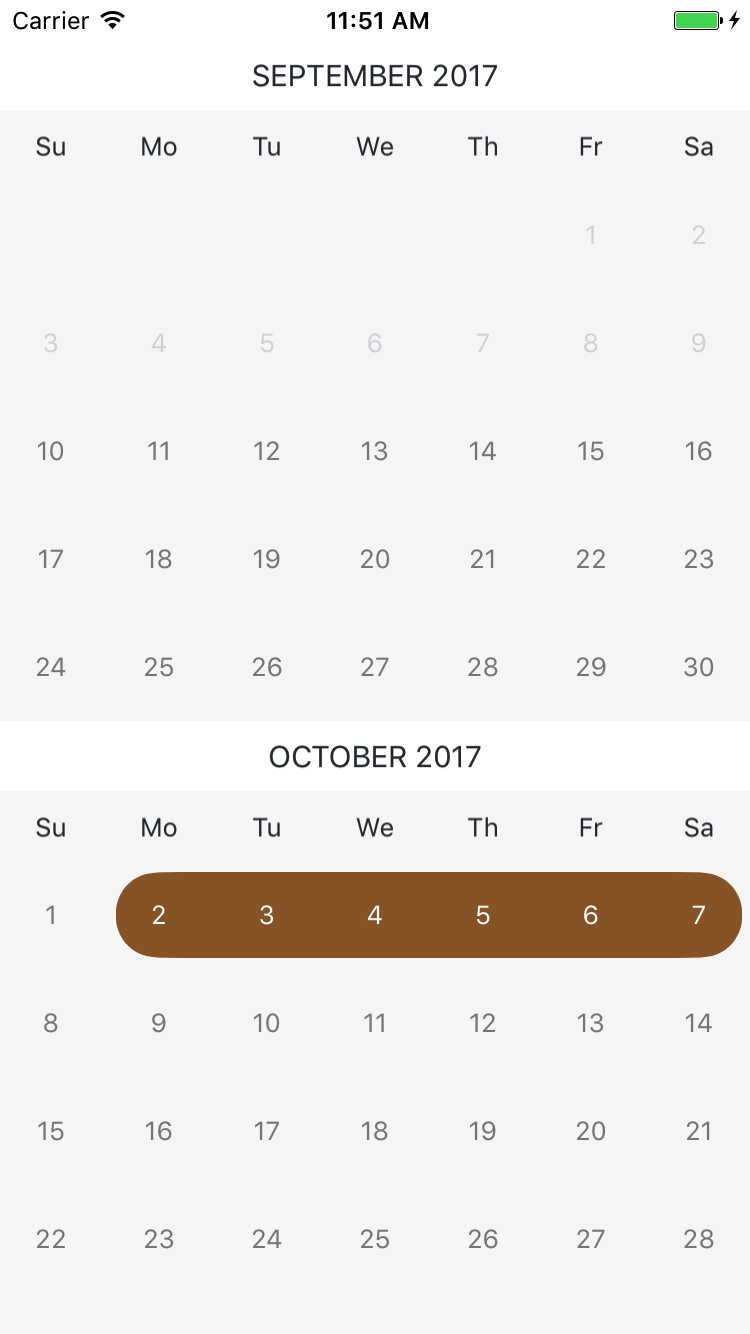 Carrier 11:51 AM
SEPTEMBER 2017
Su Mo Tu We Th Fr Sa
1 2
3 4 5 6 7 8 9
10 11 12 13 14 15 16
17 18 19 20 21 22 23
24 25 26 27 28 29 30
OCTOBER 2017
Su Mo Tu We Th Fr Sa
1 2 3 4 5 6 7
8 9 10 11 12 13 14
15 16 17 18 19 20 21
22 23 24 25 26 27 28